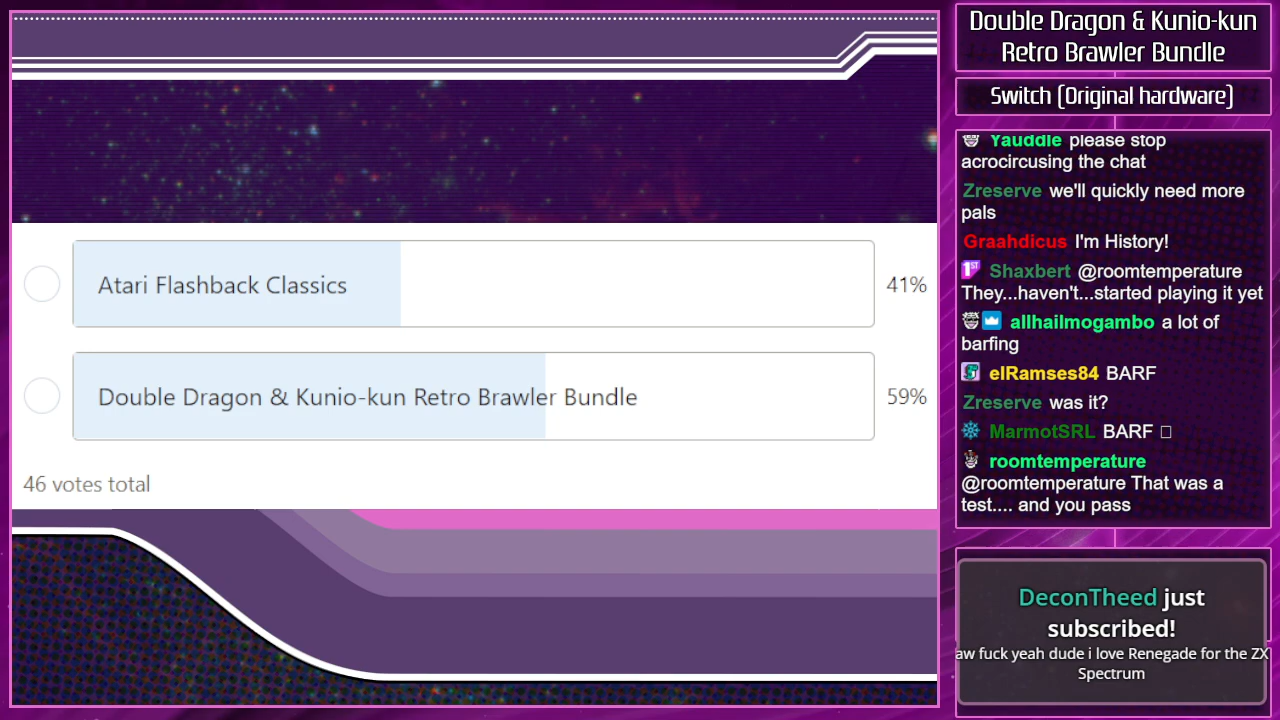 Double Dragon & Kunio-kun
Retro Brawler Bundle
Switch (Original hardware)
Atari Flashback Classics
41%
Double Dragon & Kunio-kun Retro Brawler Bundle
59%
46 votes total
Yauddle please stop
acrocircusing the chat
Zreserve we'll quickly need more
pals
Graahdicus I'm History!
1ST Shaxbert @roomtemperature
They...haven't...started playing it yet
allhailmogambo a lot of
barfing
elRamses84 BARF
Zreserve was it?
MarmotSRL BARF
roomtemperature
@roomtemperature That was a
test.... and you pass
DeconTheed just
subscribed!
aw fuck yeah dude i love Renegade for the ZX
Spectrum